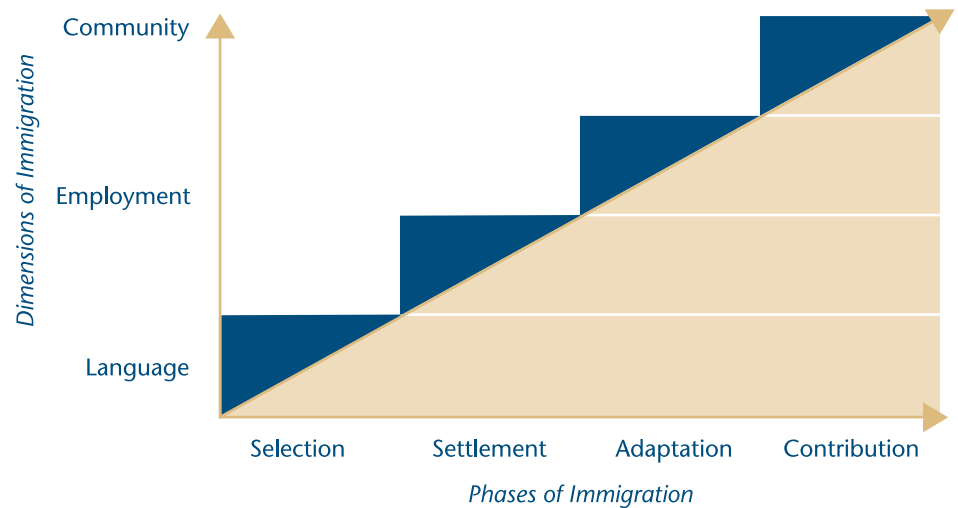 Community
Dimensions of Immigration
Employment
Language
Selection
Settlement
Adaptation
Contribution
Phases of Immigration